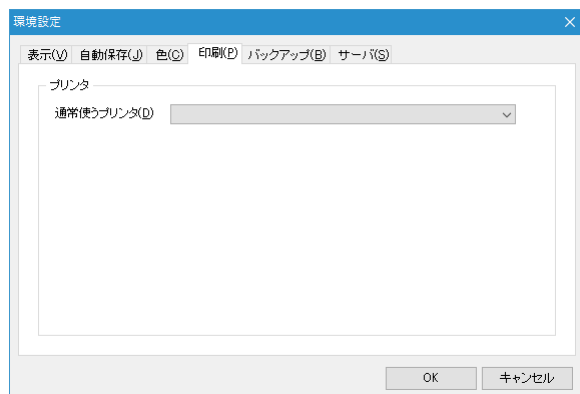 環境設定
表示(V) 自動保存(J) 色(C) 印刷(P) バックアップ(B) サーバ(S)
プリンタ
通常使うプリンタ(D)
OK キャンセル